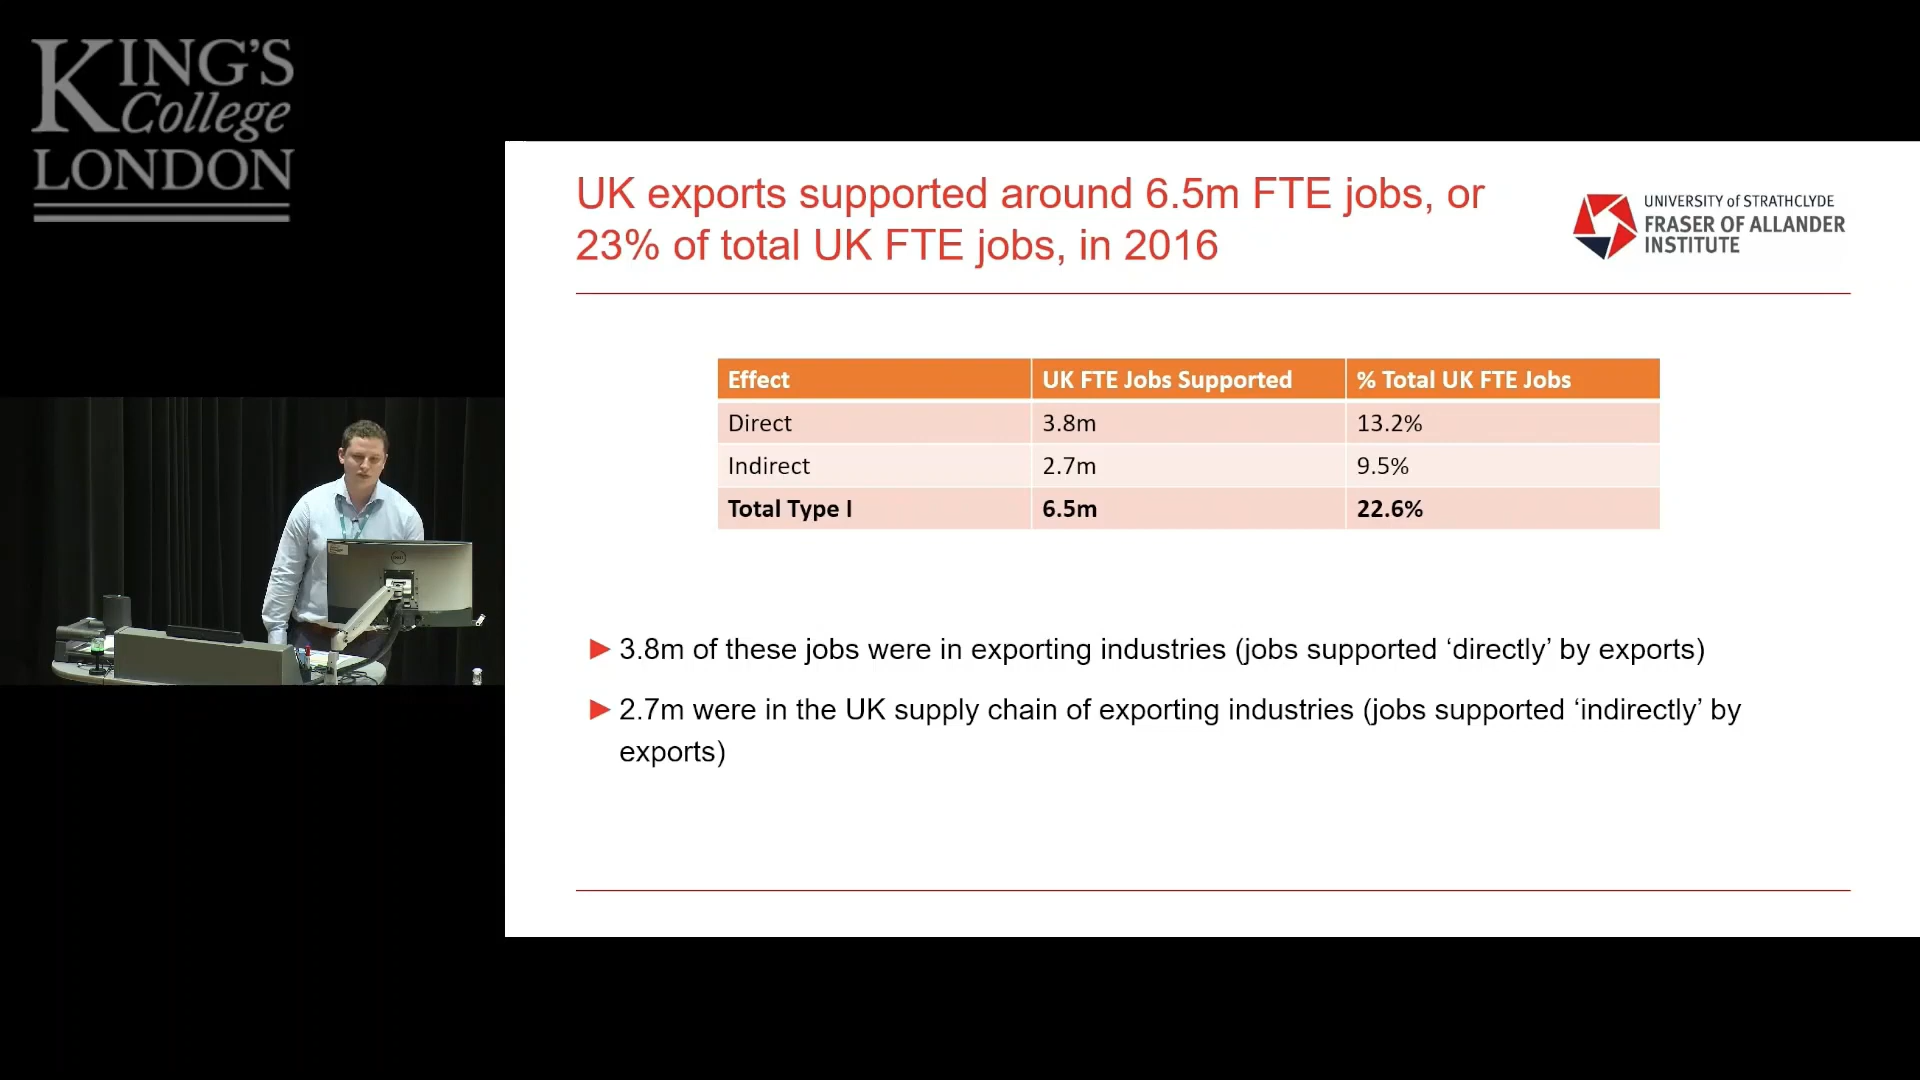 KING'S
College
LONDON
UK exports supported around 6.5m FTE jobs, or
23% of total UK FTE jobs, in 2016
UNIVERSITY of STRATHCLYDE
FRASER OF ALLANDER
INSTITUTE
Effect UK FTE Jobs Supported % Total UK FTE Jobs
Direct 3.8m 13.2%
Indirect 2.7m 9.5%
Total Type I 6.5m 22.6%
3.8m of these jobs were in exporting industries (jobs supported ‘directly’ by exports)
2.7m were in the UK supply chain of exporting industries (jobs supported ‘indirectly’ by
exports)